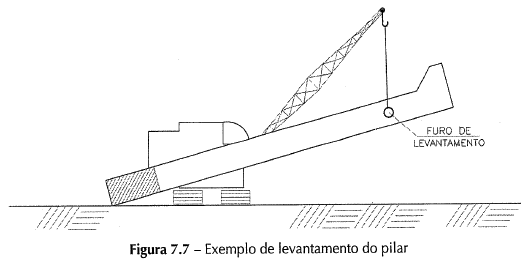 FURO DE
LEVANTAMENTO
Figura 7.7 – Exemplo de levantamento do pilar